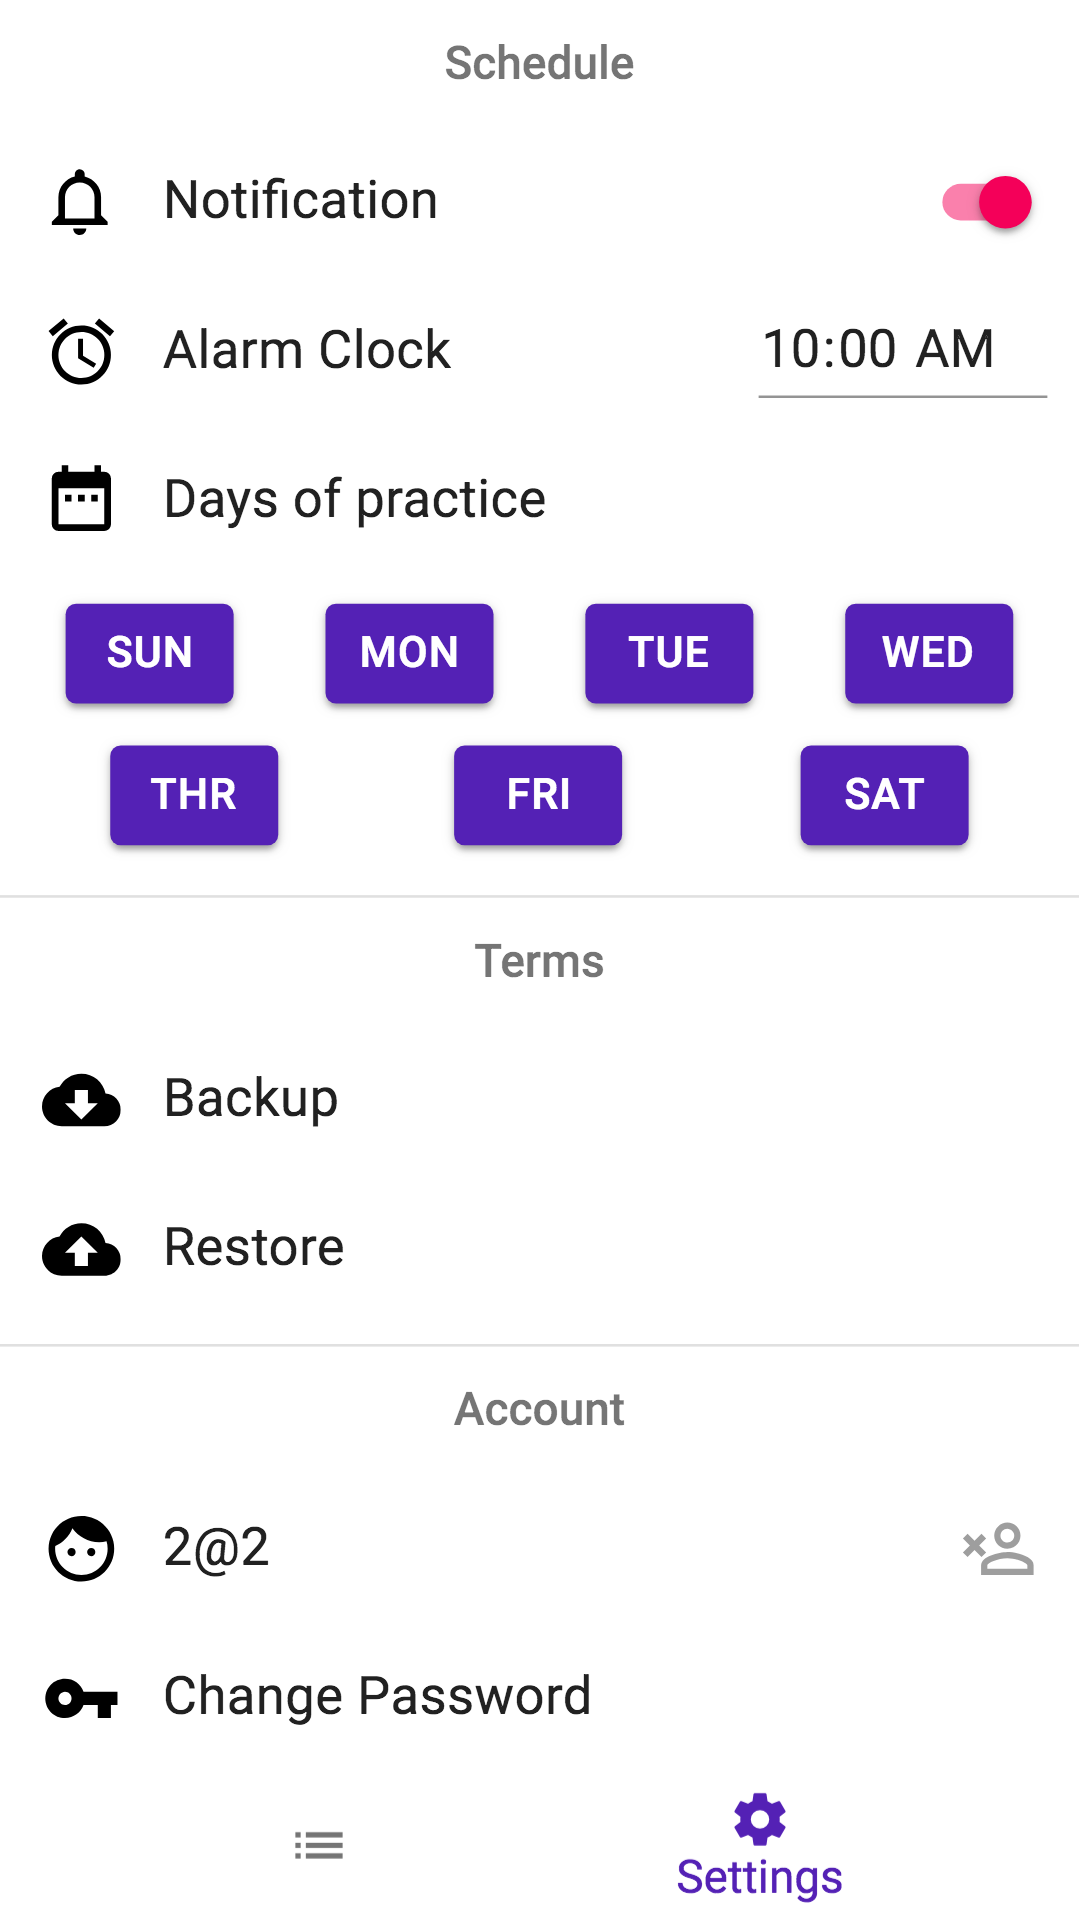 Schedule
Notification
Alarm Clock 10:00 AM
Days of practice
SUN MON TUE WED
THR FRI SAT
Terms
Backup
Restore
Account
2@2
Change Password
Settings